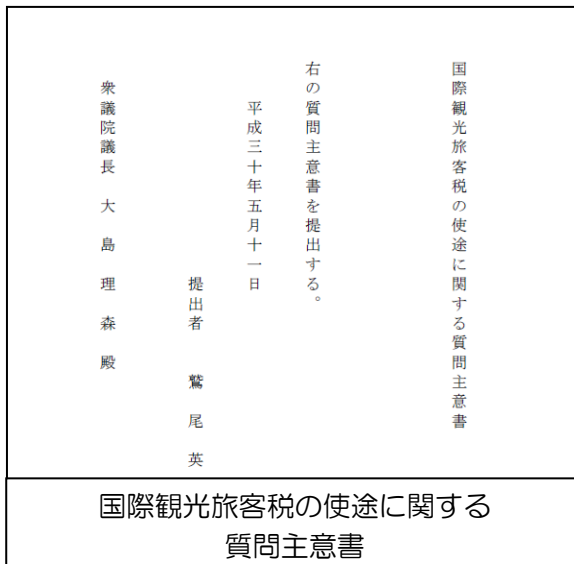 国際観光旅客税の使途に関する質問主意書
右の質問主意書を提出する。
平成三十年五月十一日
提出者 鷲尾英
衆議院議長 大島理森殿
国際観光旅客税の使途に関する
質問主意書